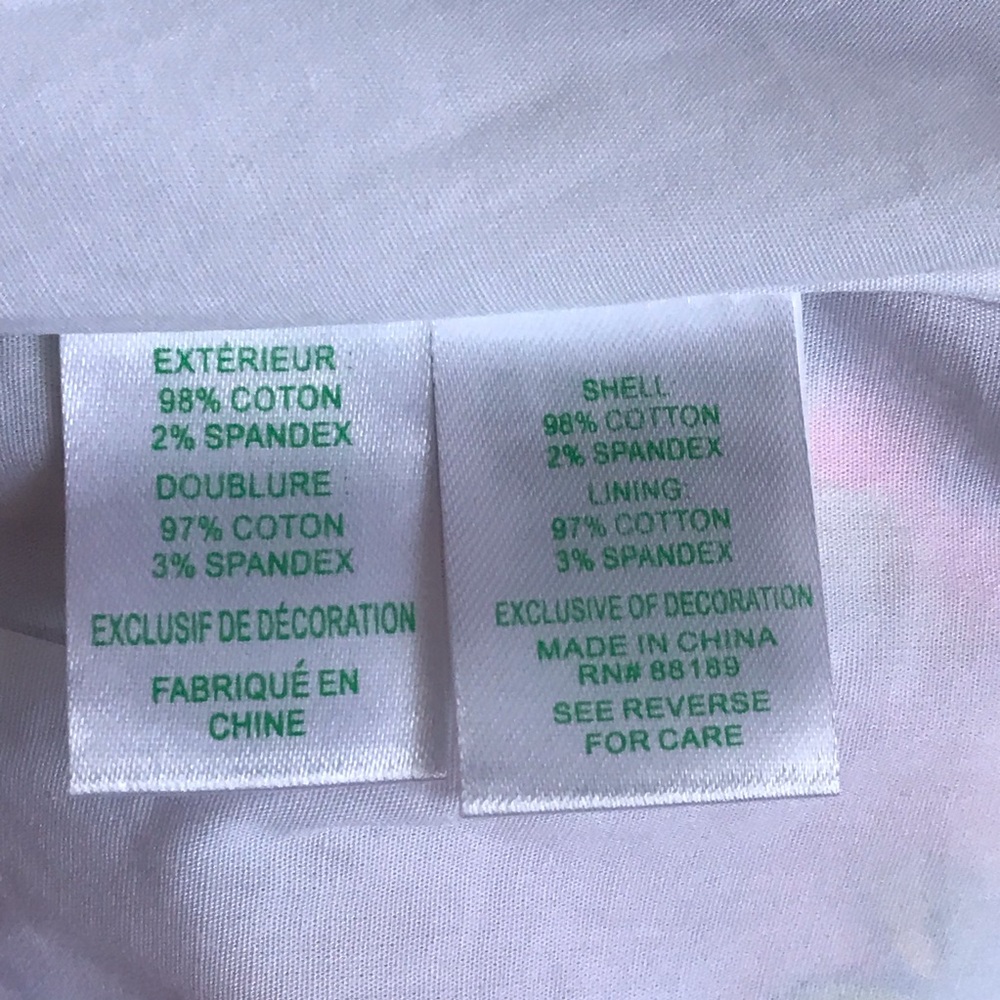 EXTÉRIEUR :
98% COTON
2% SPANDEX
DOUBLURE :
97% COTON
3% SPANDEX
EXCLUSIF DE DÉCORATION
FABRIQUÉ EN
CHINE
SHELL
98% COTTON
2% SPANDEX
LINING:
97% COTTON
3% SPANDEX
EXCLUSIVE OF DECORATION
MADE IN CHINA
RN# 88189
SEE REVERSE
FOR CARE